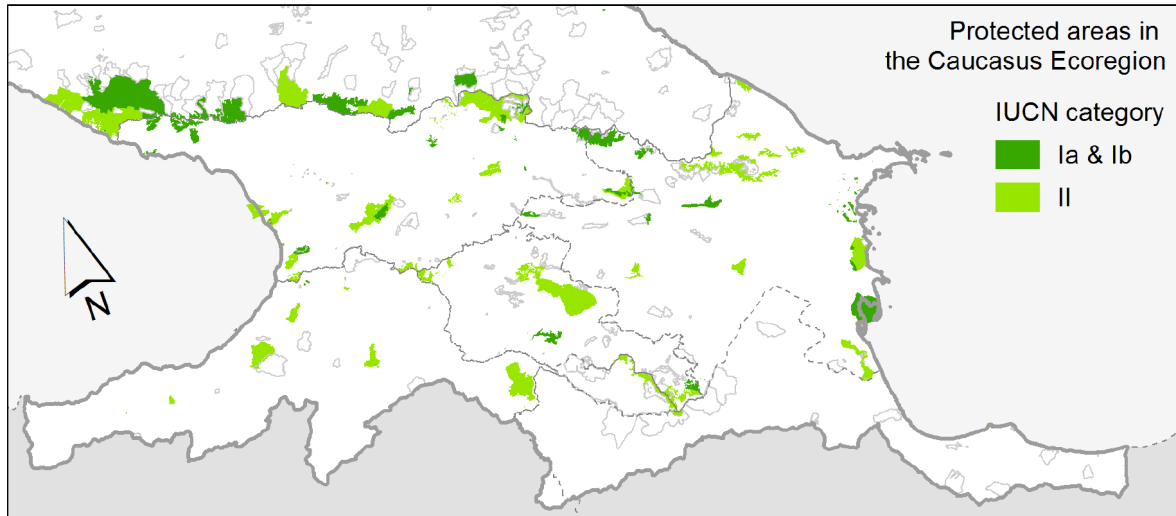 Protected areas in
the Caucasus Ecoregion
IUCN category
Ia & Ib
II
N